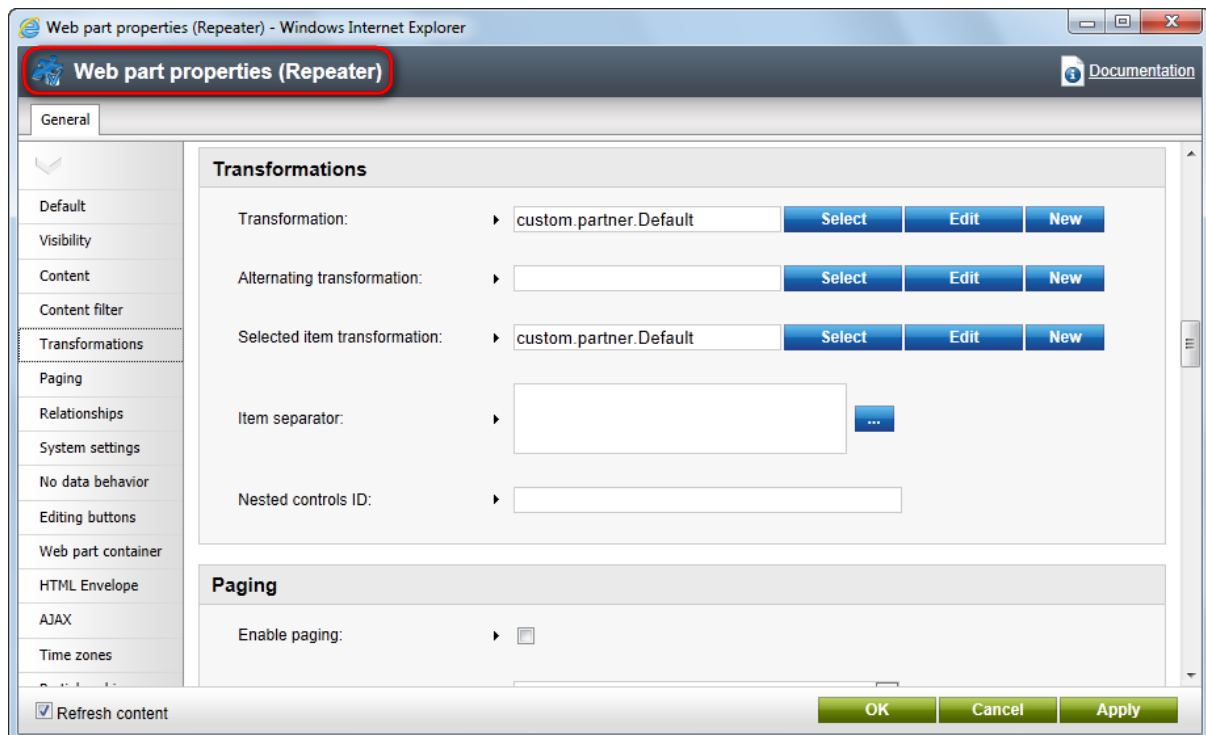 Web part properties (Repeater) - Windows Internet Explorer
Web part properties (Repeater)
Documentation
General
Default
Visibility
Content
Content filter
Transformations
Paging
Relationships
System settings
No data behavior
Editing buttons
Web part container
HTML Envelope
AJAX
Time zones
Transformations
Transformation: custom.partner.Default Select Edit New
Alternating transformation: Select Edit New
Selected item transformation: custom.partner.Default Select Edit New
Item separator: ...
Nested controls ID:
Paging
Enable paging:
Refresh content
OK Cancel Apply